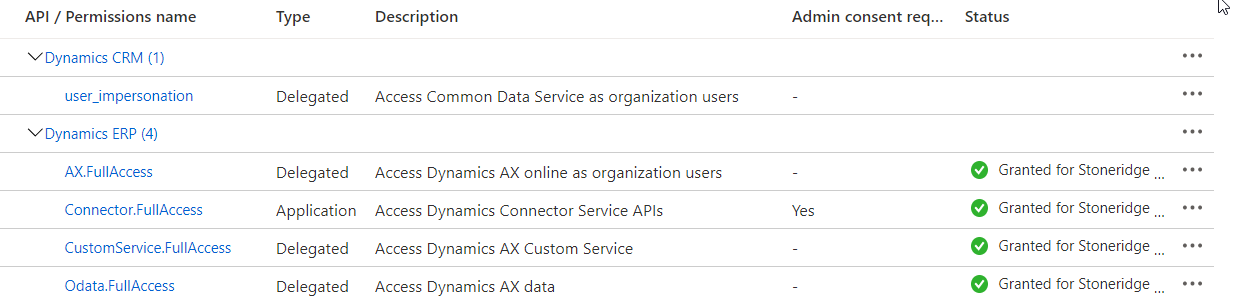 API / Permissions name Type Description Admin consent req... Status
Dynamics CRM (1) ...
user_impersonation Delegated Access Common Data Service as organization users - ...
Dynamics ERP (4) ...
AX.FullAccess Delegated Access Dynamics AX online as organization users - Granted for Stoneridge ... ...
Connector.FullAccess Application Access Dynamics Connector Service APIs Yes Granted for Stoneridge ... ...
CustomService.FullAccess Delegated Access Dynamics AX Custom Service - Granted for Stoneridge ... ...
Odata.FullAccess Delegated Access Dynamics AX data - Granted for Stoneridge ... ...